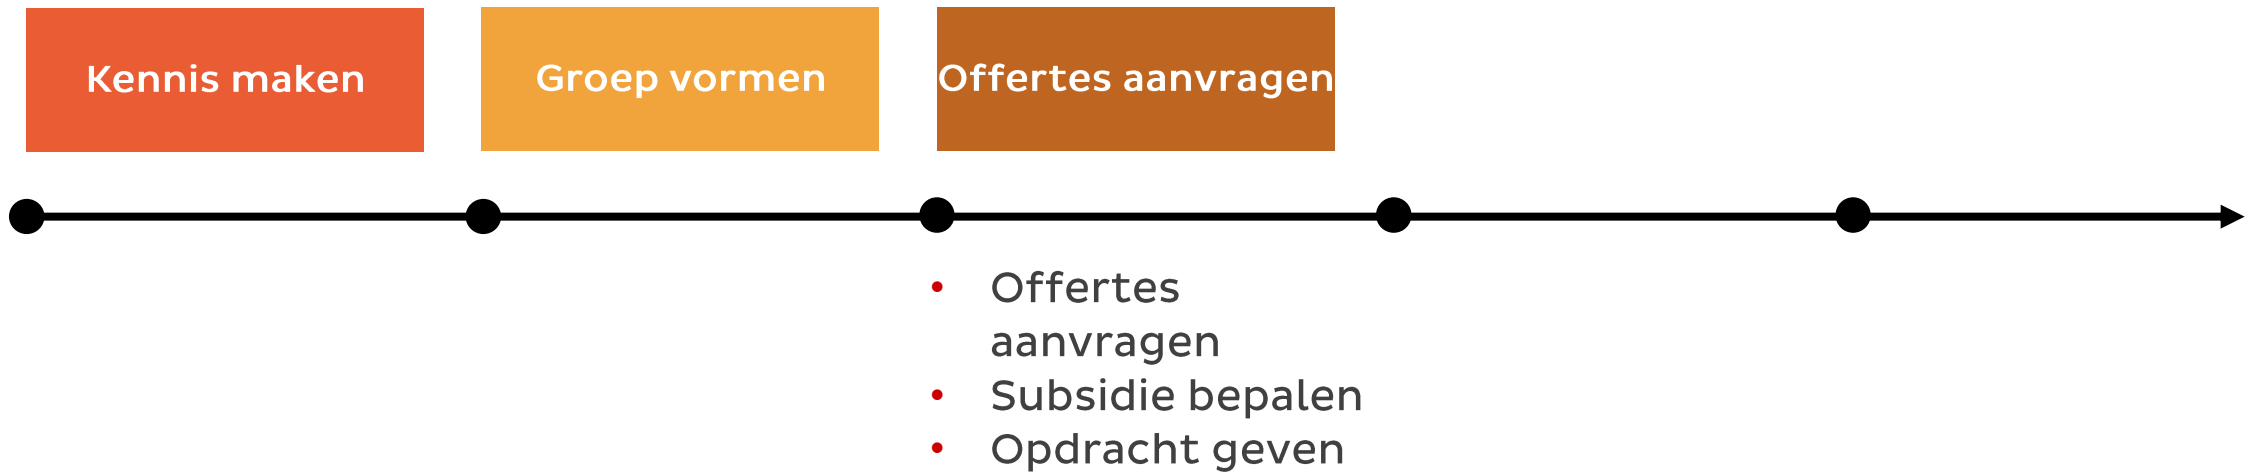 Kennis maken
Groep vormen
Offertes aanvragen
• Offertes
aanvragen
• Subsidie bepalen
• Opdracht geven